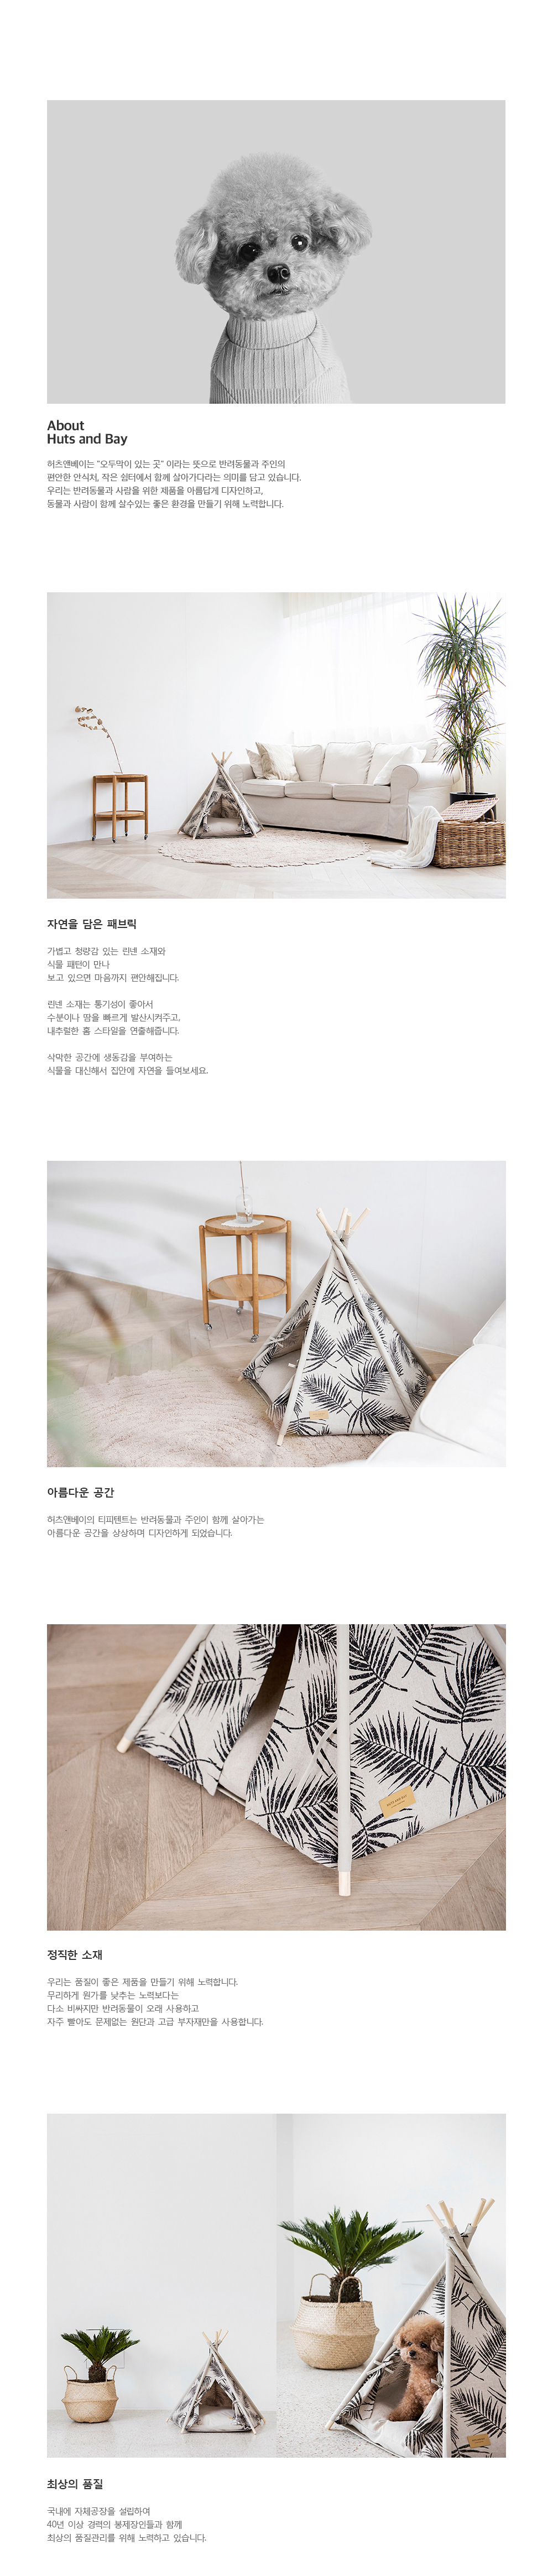 About
Huts and Bay
허츠앤베이는 "오두막이 있는 곳" 이라는 뜻으로 반려동물과 주인의
편안한 안식처, 작은 쉼터에서 함께 살아가다라는 의미를 담고 있습니다.
우리는 반려동물과 사람을 위한 제품을 아름답게 디자인하고,
동물과 사람이 함께 살수있는 좋은 환경을 만들기 위해 노력합니다.
자연을 담은 패브릭
가볍고 청량감 있는 린넨 소재와
식물 패턴이 만나
보고 있으면 마음까지 편안해집니다.
린넨 소재는 통기성이 좋아서
수분이나 땀을 빠르게 발산시켜주고,
내추럴한 홈 스타일을 연출해줍니다.
삭막한 공간에 생동감을 부여하는
식물을 대신해서 집안에 자연을 들여보세요.
아름다운 공간
허츠앤베이의 티피텐트는 반려동물과 주인이 함께 살아가는
아름다운 공간을 상상하며 디자인하게 되었습니다.
정직한 소재
우리는 품질이 좋은 제품을 만들기 위해 노력합니다.
무리하게 원가를 낮추는 노력보다는
다소 비싸지만 반려동물이 오래 사용하고
자주 빨아도 문제없는 원단과 고급 부자재만을 사용합니다.
최상의 품질
국내에 자체공장을 설립하여
40년 이상 경력의 봉제장인들과 함께
최상의 품질관리를 위해 노력하고 있습니다.